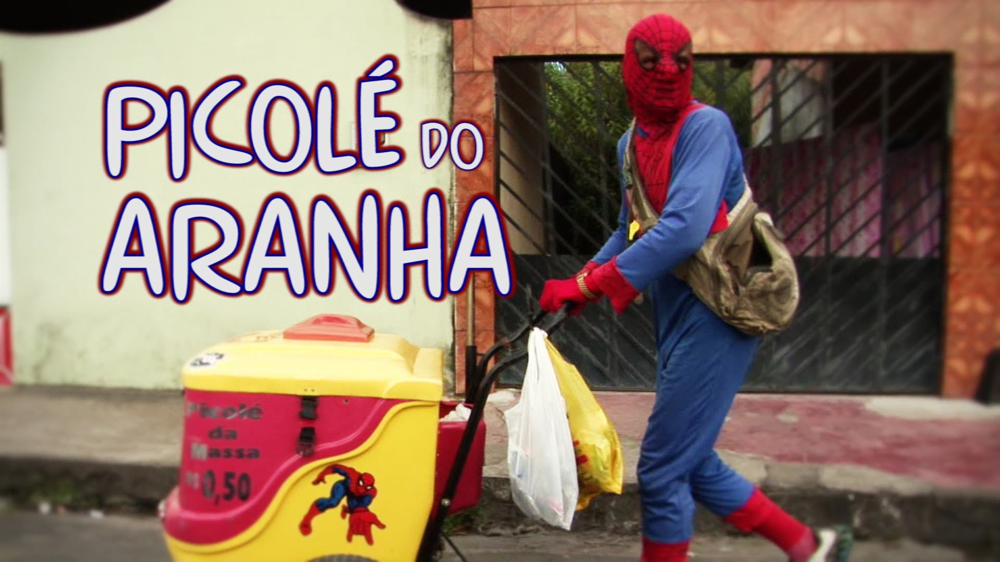 PICOLÉ DO
ARANHA
Picolé
da
Massa
R$ 0,50